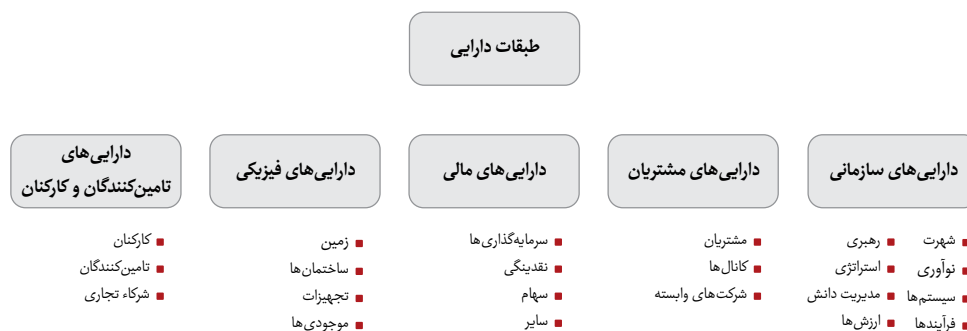 طبقات دارایی
دارایی‌های سازمانی
شهرت
نوآوری
سیستم‌ها
فرآیندها
رهبری
استراتژی
مدیریت دانش
ارزش‌ها
دارایی‌های مشتریان
مشتریان
کانال‌ها
شرکت‌های وابسته
دارایی‌های مالی
سرمایه‌گذاری‌ها
نقدینگی
سهام
سایر
دارایی‌های فیزیکی
زمین
ساختمان‌ها
تجهیزات
موجودی‌ها
دارایی‌های
تامین‌کنندگان و کارکنان
کارکنان
تامین‌کنندگان
شرکاء تجاری